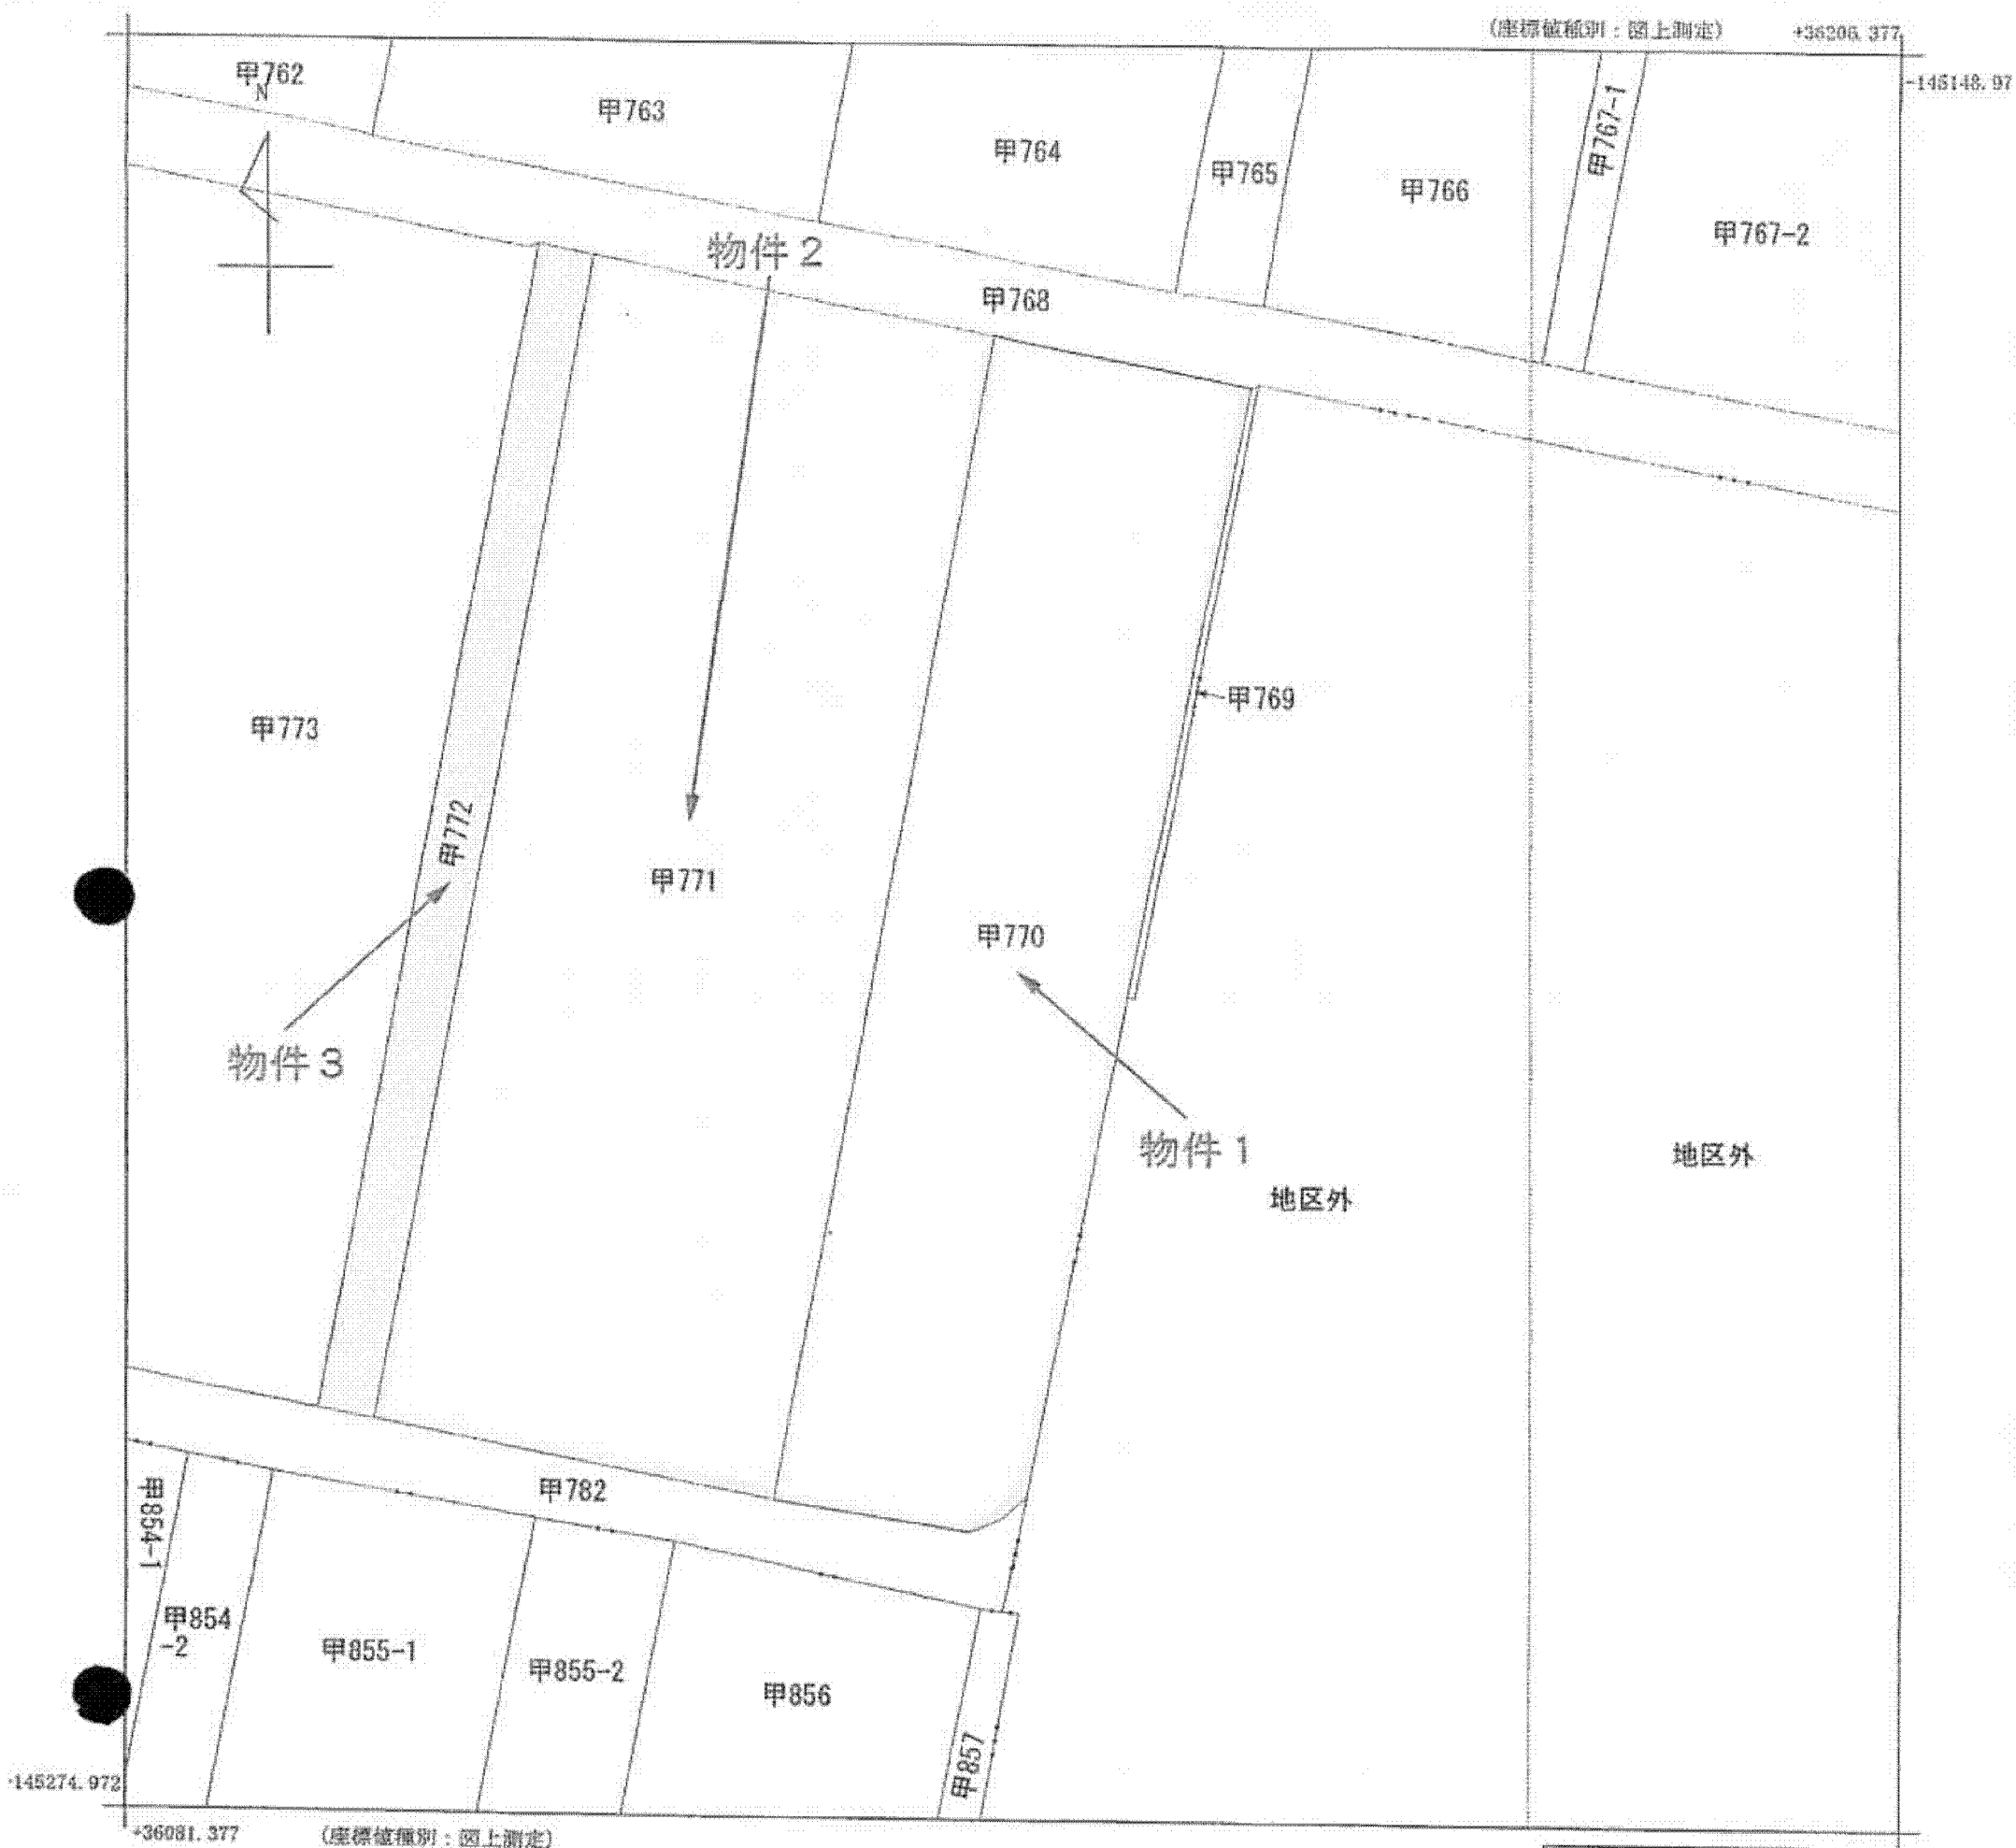 (座標値種別：図上測定)
+36206.377
-145148.97
甲762
N
甲763
甲764
甲765
甲766
甲767-1
甲767-2
物件２
甲768
甲769
甲773
甲772
甲771
甲770
物件３
物件１
地区外
地区外
甲782
甲854-1
甲854
-2
甲855-1
甲855-2
甲856
甲857
-145274.972
+36081.377
(座標値種別：図上測定)